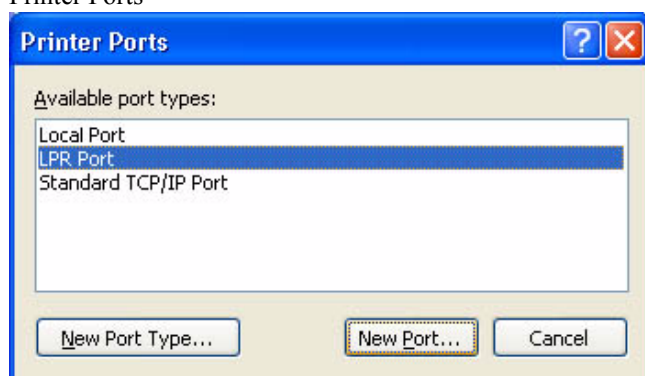 Printer Ports
Printer Ports
Available port types:
Local Port
LPR Port
Standard TCP/IP Port
New Port Type...
New Port...
Cancel